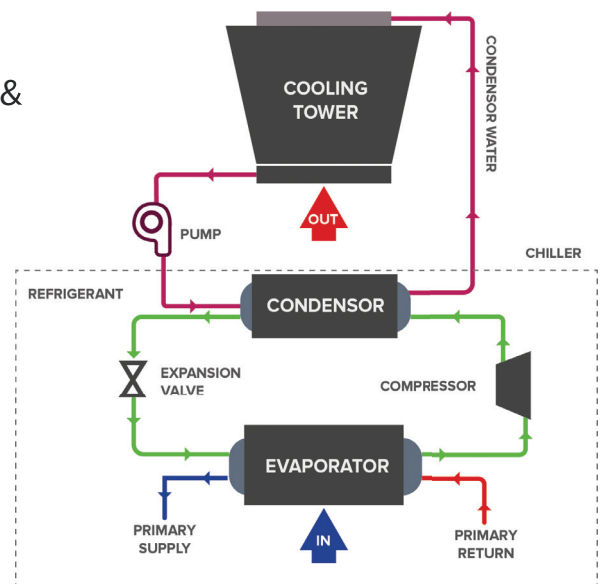 &
COOLING
TOWER
CONDENSOR WATER
OUT
PUMP
CHILLER
REFRIGERANT
CONDENSOR
EXPANSION
VALVE
COMPRESSOR
EVAPORATOR
PRIMARY
SUPPLY
IN
PRIMARY
RETURN